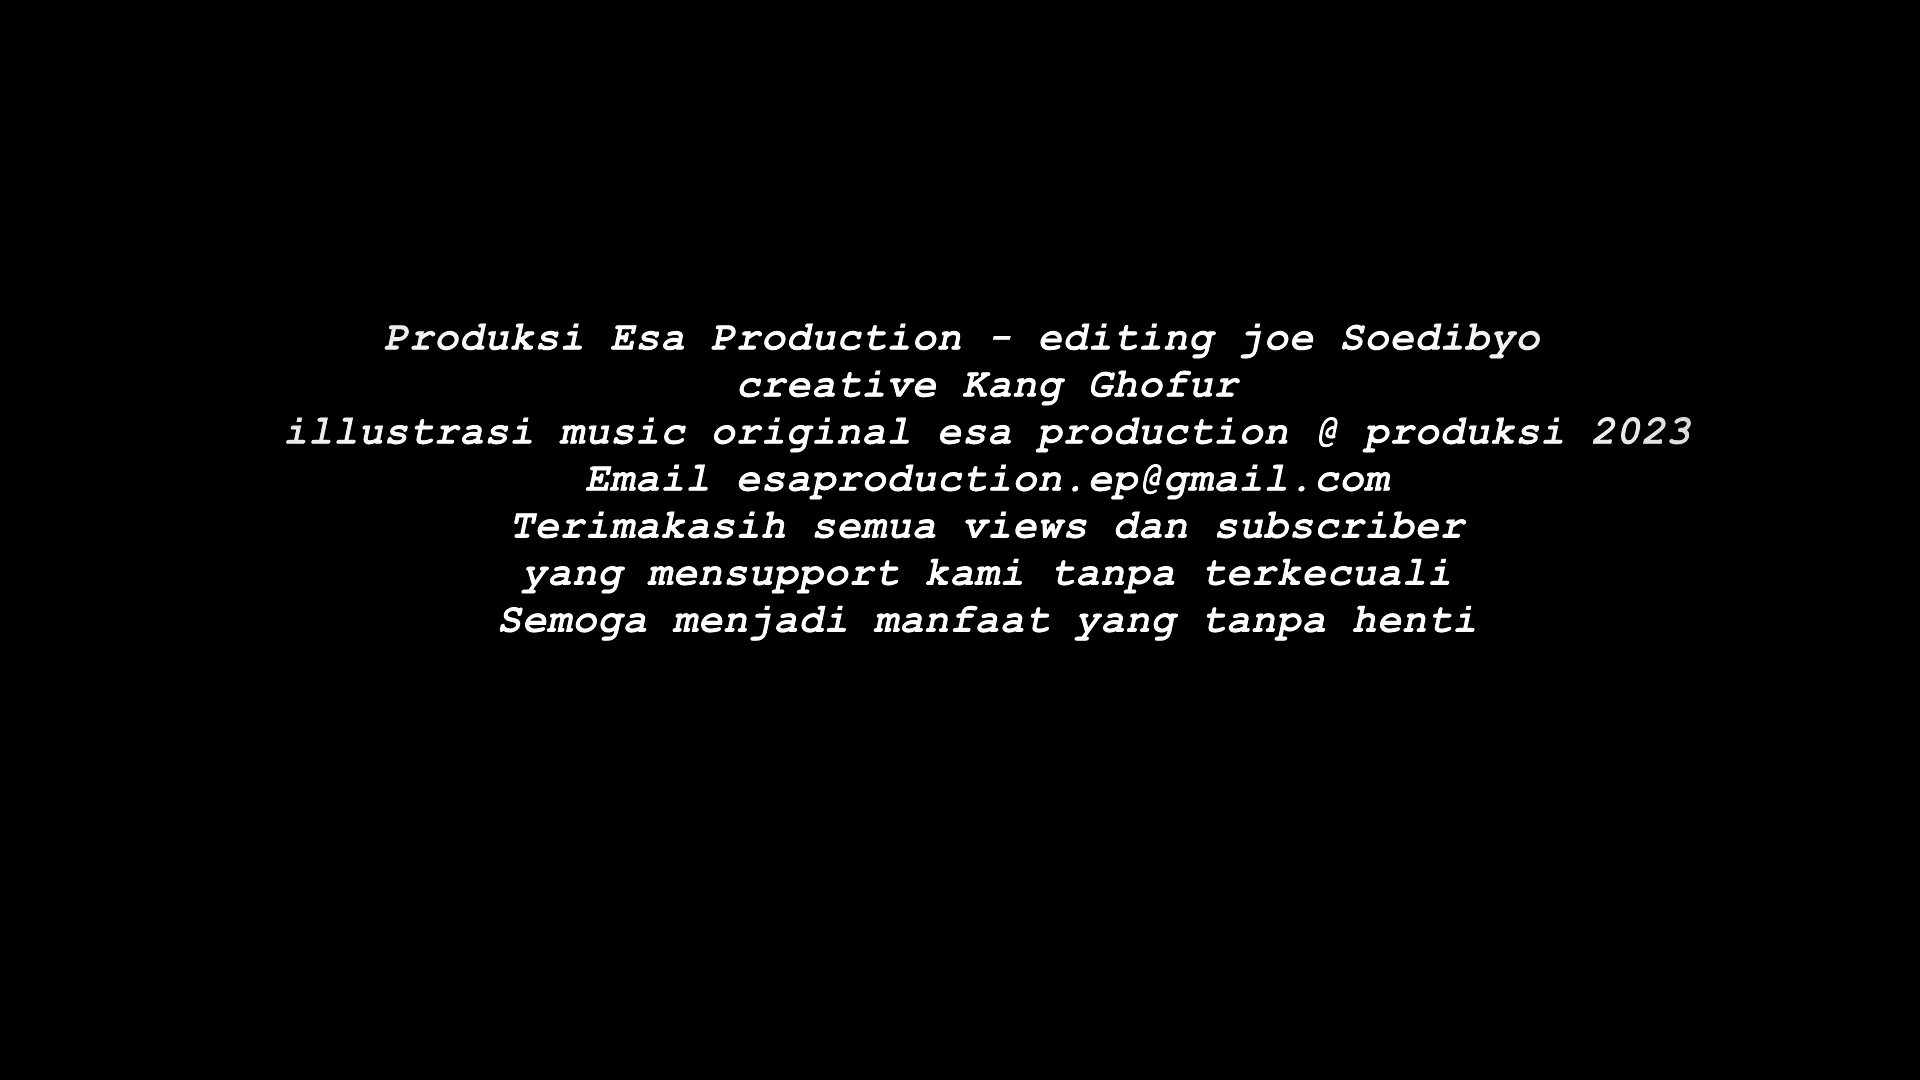 Produksi Esa Production - editing joe Soedibyo
creative Kang Ghofur
illustrasi music original esa production @ produksi 2023
Email esaproduction.ep@gmail.com
Terimakasih semua views dan subscriber
yang mensupport kami tanpa terkecuali
Semoga menjadi manfaat yang tanpa henti